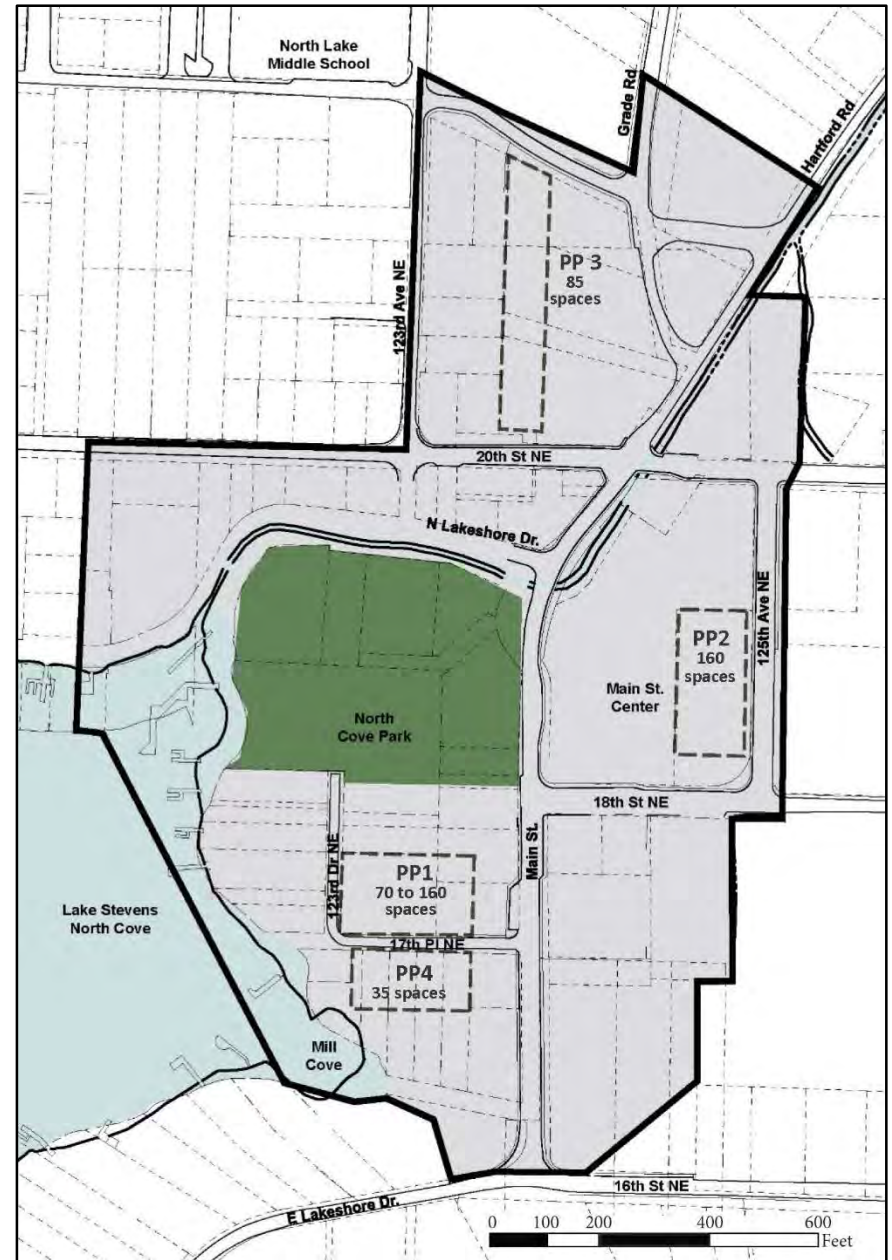 North Lake
Middle School
Grade Rd
Hartford Rd
123rd Ave NE
PP 3
85
spaces
20th St NE
N Lakeshore Dr.
125th Ave NE
PP2
160
spaces
Main St.
Center
North
Cove Park
18th St NE
Main St.
123rd Dr NE
PP1
70 to 160
spaces
17th Pl NE
Lake Stevens
North Cove
PP4
35 spaces
Mill
Cove
16th St NE
E Lakeshore Dr.
0 100 200 400 600
Feet